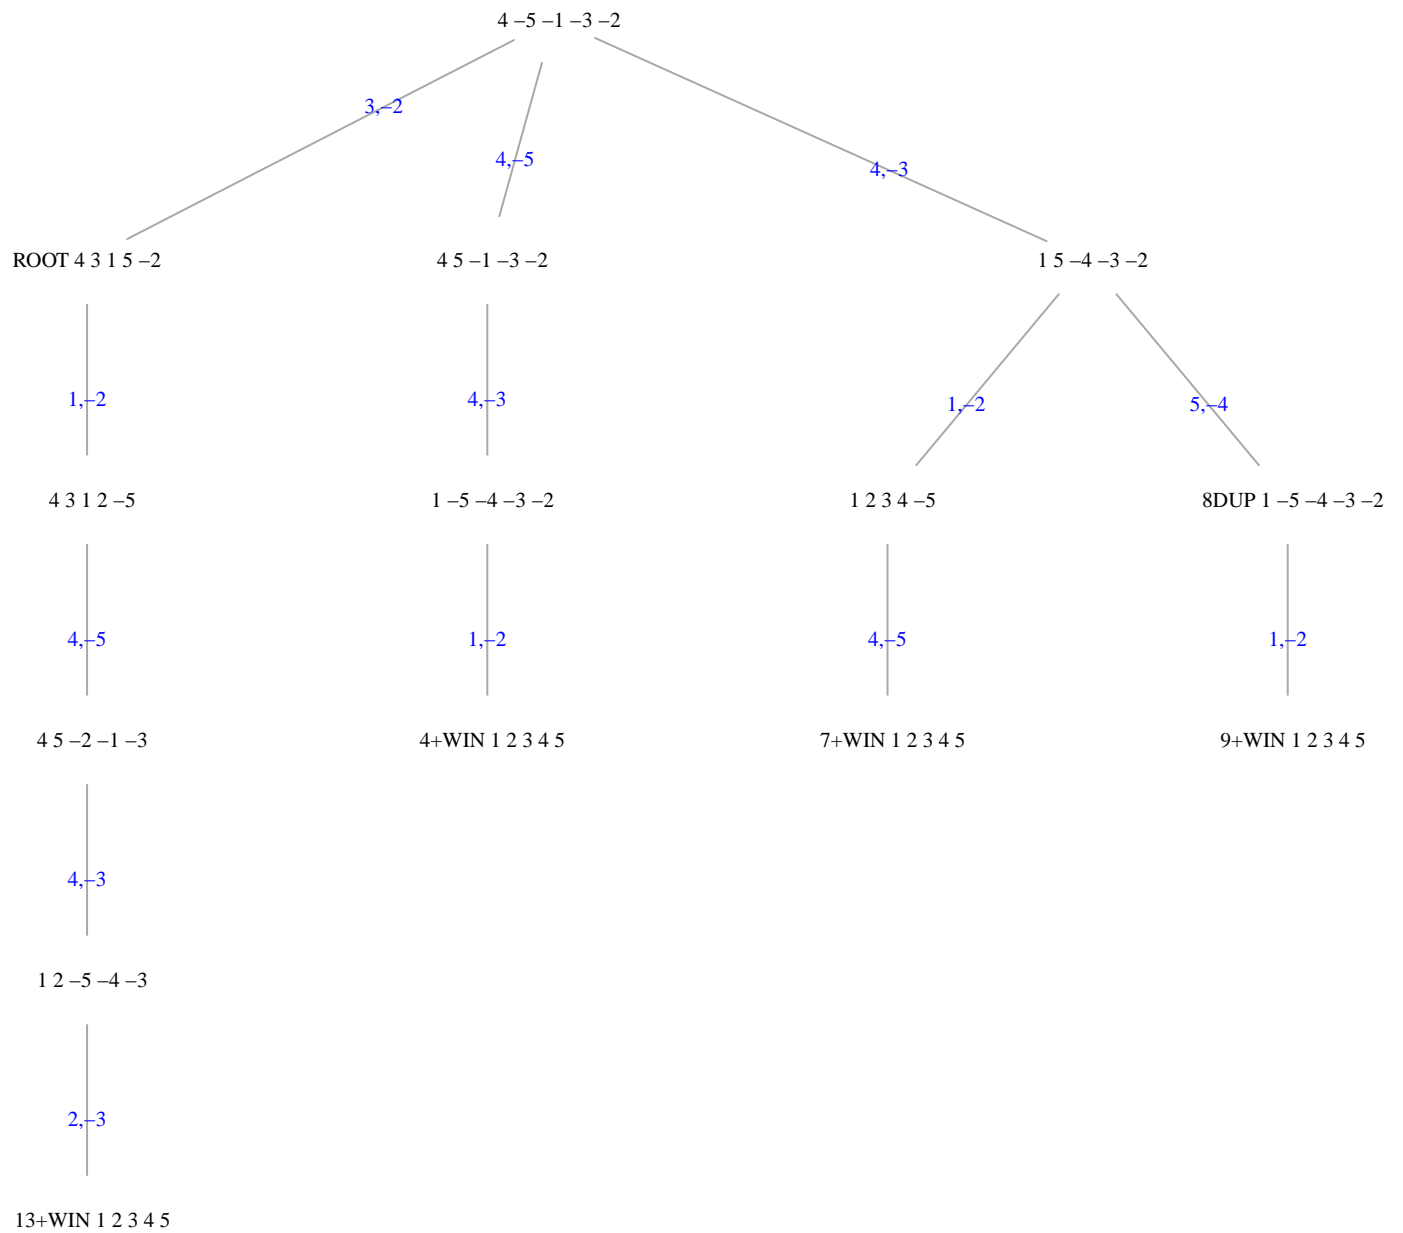 4 –5 –1 –3 –2
3,–2
4,–5
4,–3
ROOT 4 3 1 5 –2
4 5 –1 –3 –2
1 5 –4 –3 –2
1,–2
4,–3
1,–2
5,–4
4 3 1 2 –5
1 –5 –4 –3 –2
1 2 3 4 –5
8DUP 1 –5 –4 –3 –2
4,–5
1,–2
4,–5
1,–2
4 5 –2 –1 –3
4+WIN 1 2 3 4 5
7+WIN 1 2 3 4 5
9+WIN 1 2 3 4 5
4,–3
1 2 –5 –4 –3
2,–3
13+WIN 1 2 3 4 5